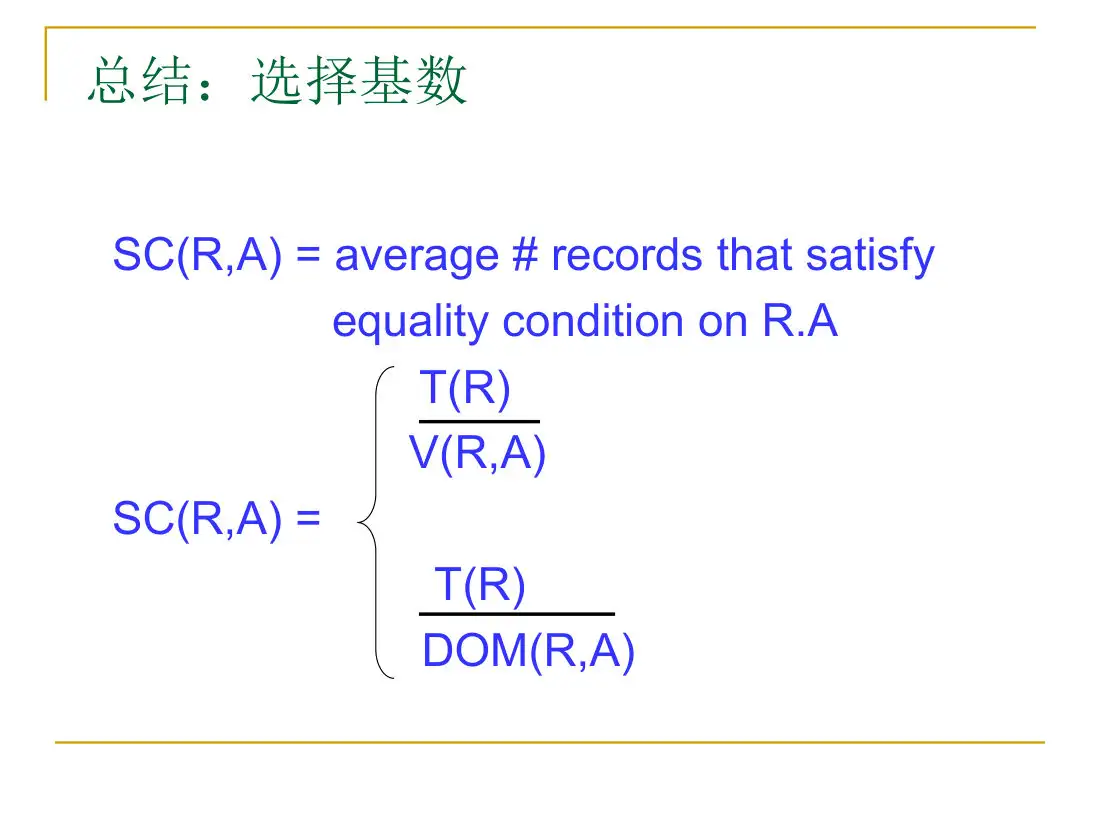 总结：选择基数
SC(R,A) = average # records that satisfy
equality condition on R.A
T(R)
V(R,A)
SC(R,A) =
T(R)
DOM(R,A)